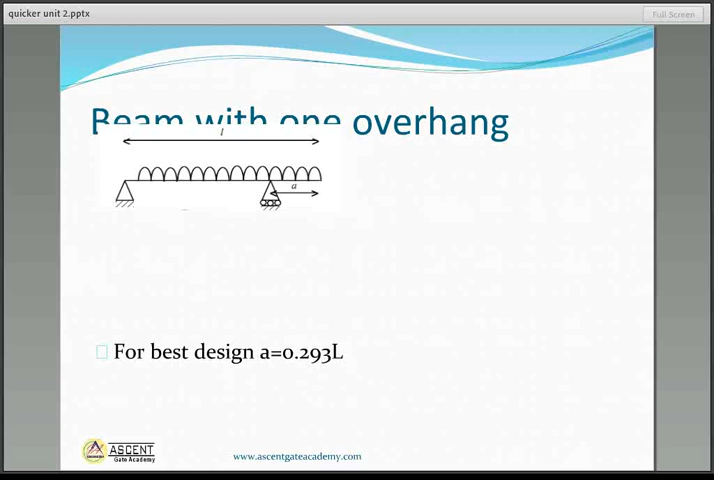 quicker unit 2.pptx
Full Screen
Beam with one overhang
l
a
For best design a=0.293L
ASCENT
Gate Academy
www.ascentgateacademy.com